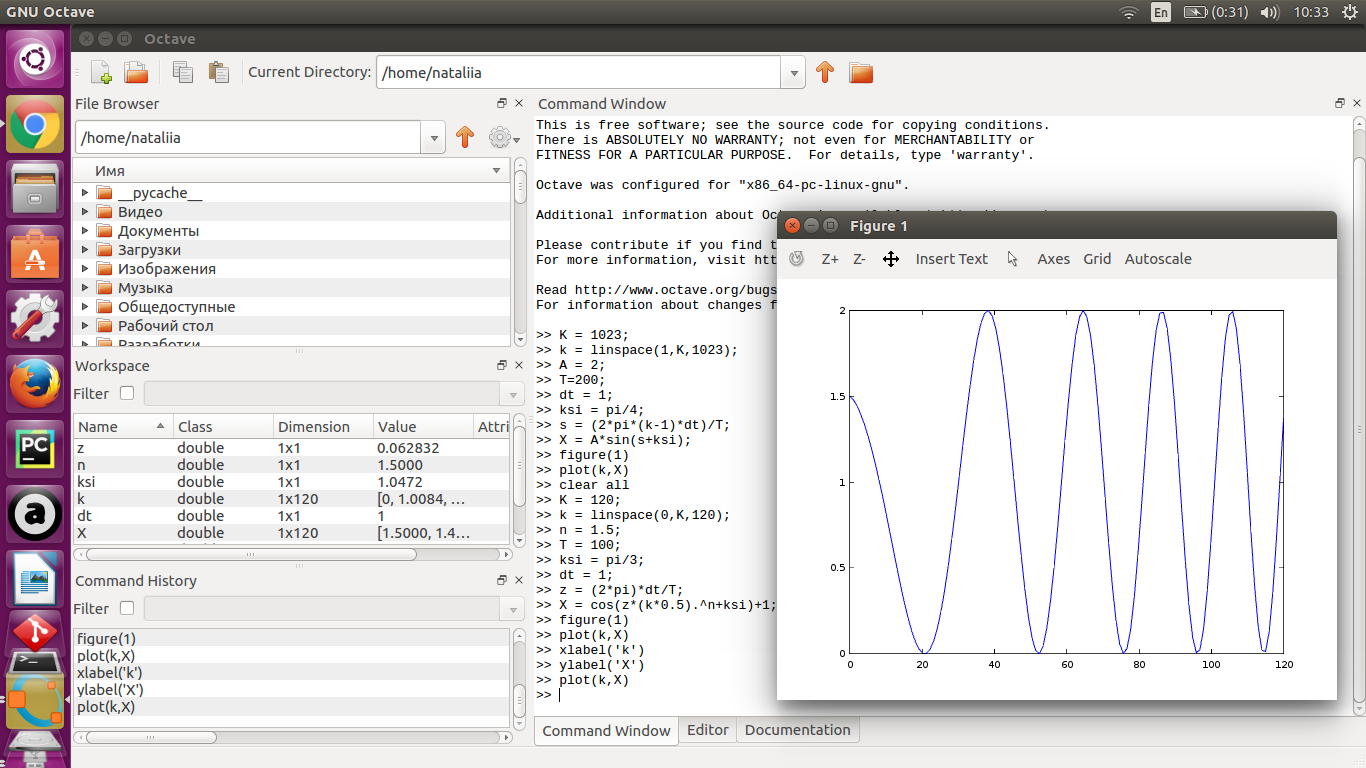 GNU Octave
En
(0:31)
10:33
Octave
Current Directory:
/home/nataliia
File Browser
/home/nataliia
Имя
__pycache__
Видео
Документы
Загрузки
Изображения
Музыка
Общедоступные
Рабочий стол
Разработки
Workspace
Filter
Name Class Dimension Value Attri
z double 1x1 0.062832
n double 1x1 1.5000
ksi double 1x1 1.0472
k double 1x120 [0, 1.0084, …
dt double 1x1 1
X double 1x120 [1.5000, 1.4…
Command History
Filter
figure(1)
plot(k,X)
xlabel('k')
ylabel('X')
plot(k,X)
Command Window
This is free software; see the source code for copying conditions.
There is ABSOLUTELY NO WARRANTY; not even for MERCHANTABILITY or
FITNESS FOR A PARTICULAR PURPOSE.  For details, type 'warranty'.
Octave was configured for "x86_64-pc-linux-gnu".
Additional information about Oc
Please contribute if you find t
For more information, visit htt
Read http://www.octave.org/bugs
For information about changes f
>> K = 1023;
>> k = linspace(1,K,1023);
>> A = 2;
>> T=200;
>> dt = 1;
>> ksi = pi/4;
>> s = (2*pi*(k-1)*dt)/T;
>> X = A*sin(s+ksi);
>> figure(1)
>> plot(k,X)
>> clear all
>> K = 120;
>> k = linspace(0,K,120);
>> n = 1.5;
>> T = 100;
>> ksi = pi/3;
>> dt = 1;
>> z = (2*pi)*dt/T;
>> X = cos(z*(k*0.5).^n+ksi)+1;
>> figure(1)
>> plot(k,X)
>> xlabel('k')
>> ylabel('X')
>> plot(k,X)
>>
Command Window
Editor
Documentation
Figure 1
Z+ Z- Insert Text Axes Grid Autoscale
2
1.5
1
0.5
0
0 20 40 60 80 100 120
PC
a